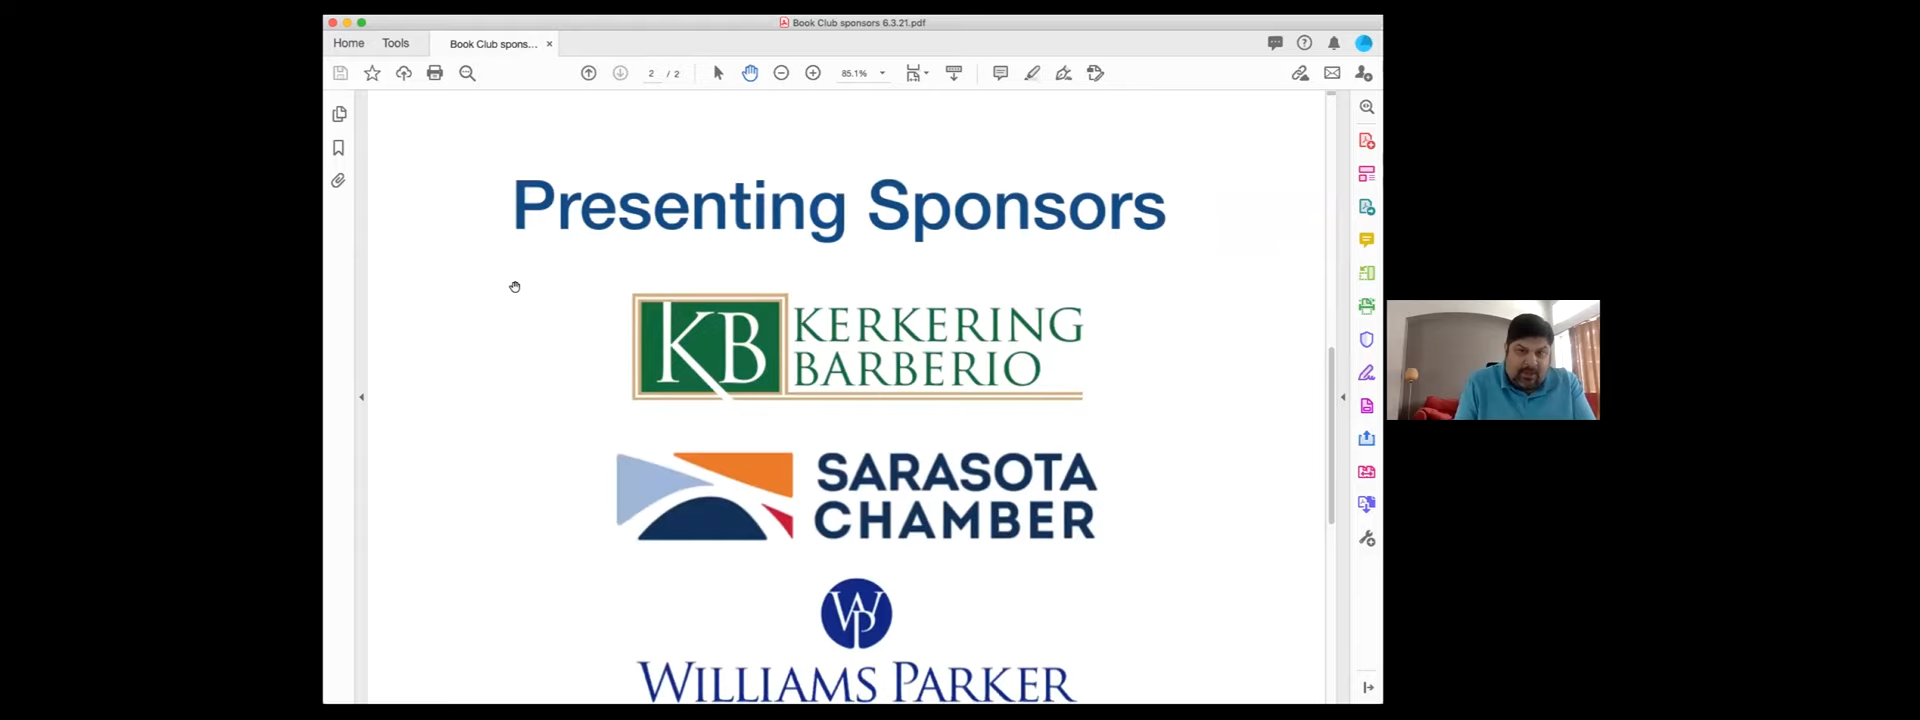 Book Club sponsors 6.3.21.pdf
Home Tools Book Club spons... ×
2 / 2 85.1%
Presenting Sponsors
KB KERKERING
BARBERIO
SARASOTA
CHAMBER
WP
WILLIAMS PARKER